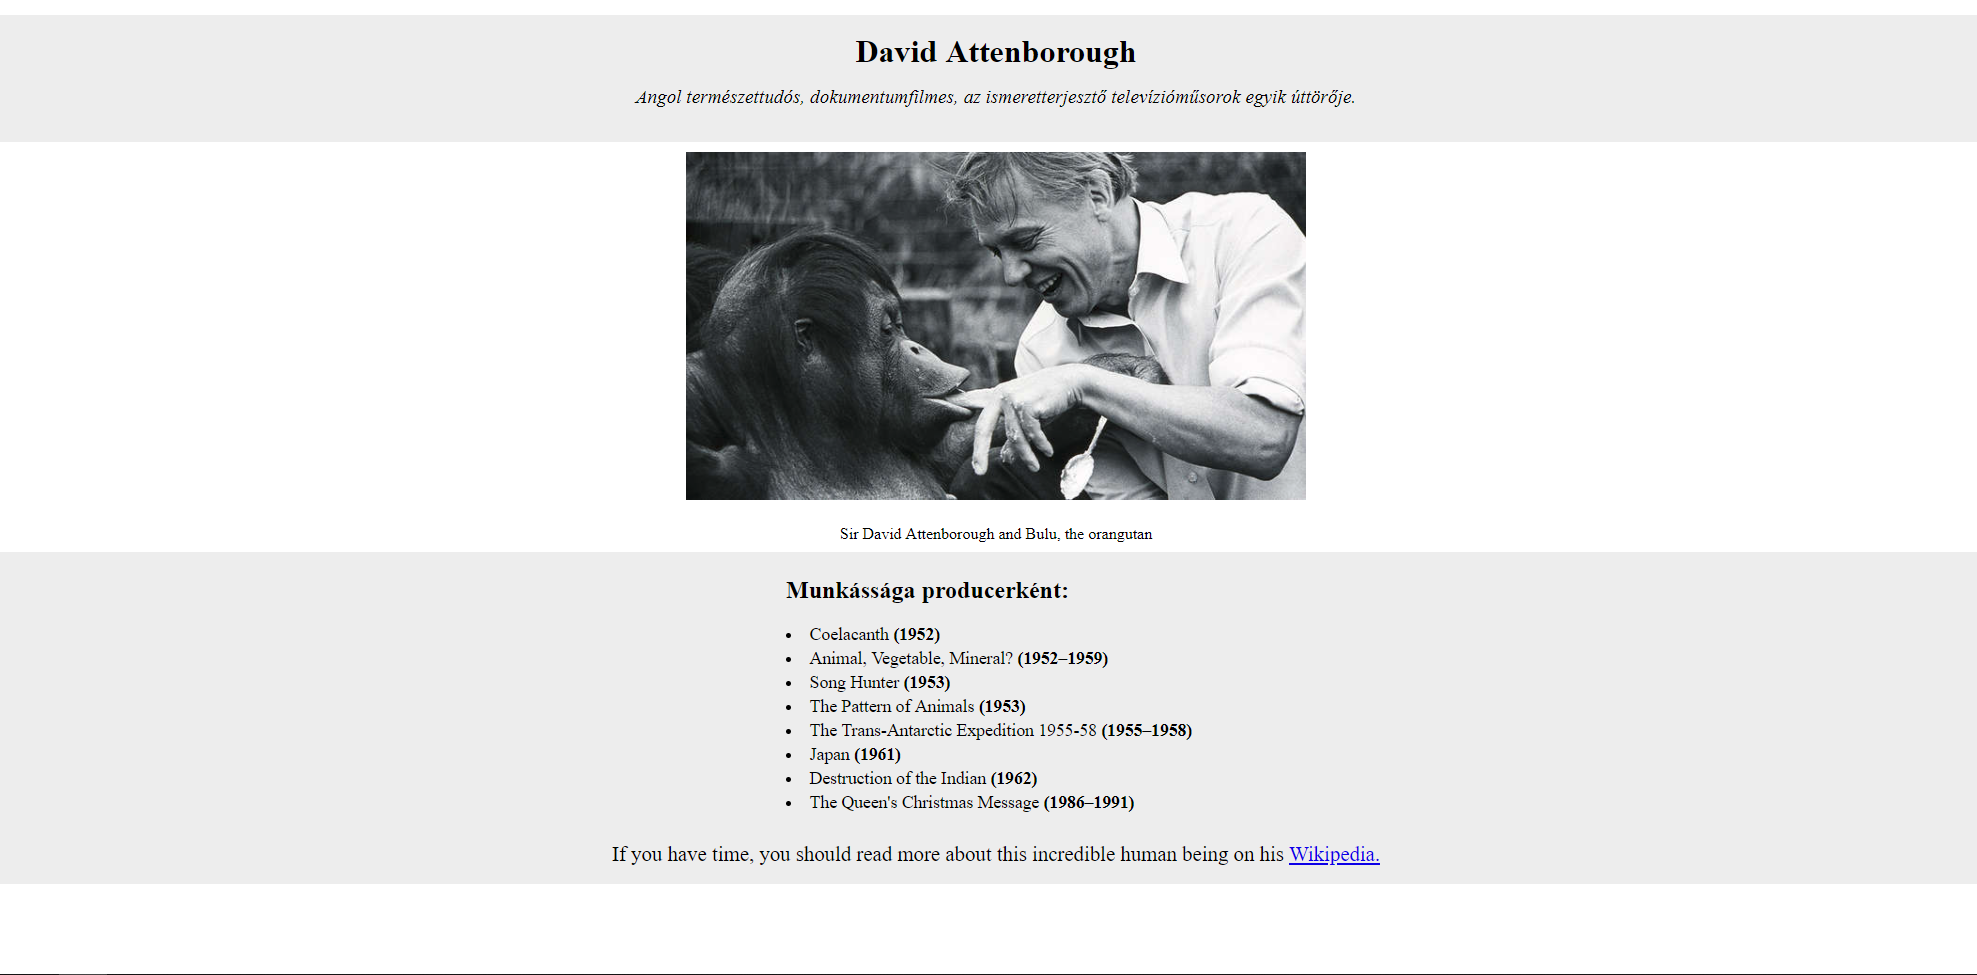 David Attenborough
Angol természettudós, dokumentumfilmes, az ismeretterjesztő televízióműsorok egyik úttörője.
Sir David Attenborough and Bulu, the orangutan
Munkássága producerként:
• Coelacanth (1952)
• Animal, Vegetable, Mineral? (1952–1959)
• Song Hunter (1953)
• The Pattern of Animals (1953)
• The Trans-Antarctic Expedition 1955-58 (1955–1958)
• Japan (1961)
• Destruction of the Indian (1962)
• The Queen's Christmas Message (1986–1991)
If you have time, you should read more about this incredible human being on his Wikipedia.